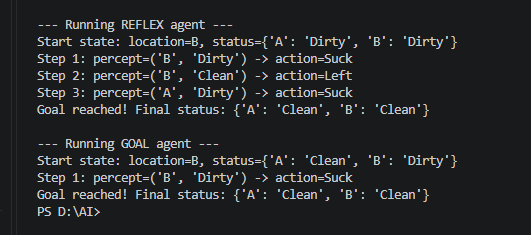 --- Running REFLEX agent ---
Start state: location=B, status={'A': 'Dirty', 'B': 'Dirty'}
Step 1: percept=('B', 'Dirty') -> action=Suck
Step 2: percept=('B', 'Clean') -> action=Left
Step 3: percept=('A', 'Dirty') -> action=Suck
Goal reached! Final status: {'A': 'Clean', 'B': 'Clean'}
--- Running GOAL agent ---
Start state: location=B, status={'A': 'Clean', 'B': 'Dirty'}
Step 1: percept=('B', 'Dirty') -> action=Suck
Goal reached! Final status: {'A': 'Clean', 'B': 'Clean'}
PS D:\AI>